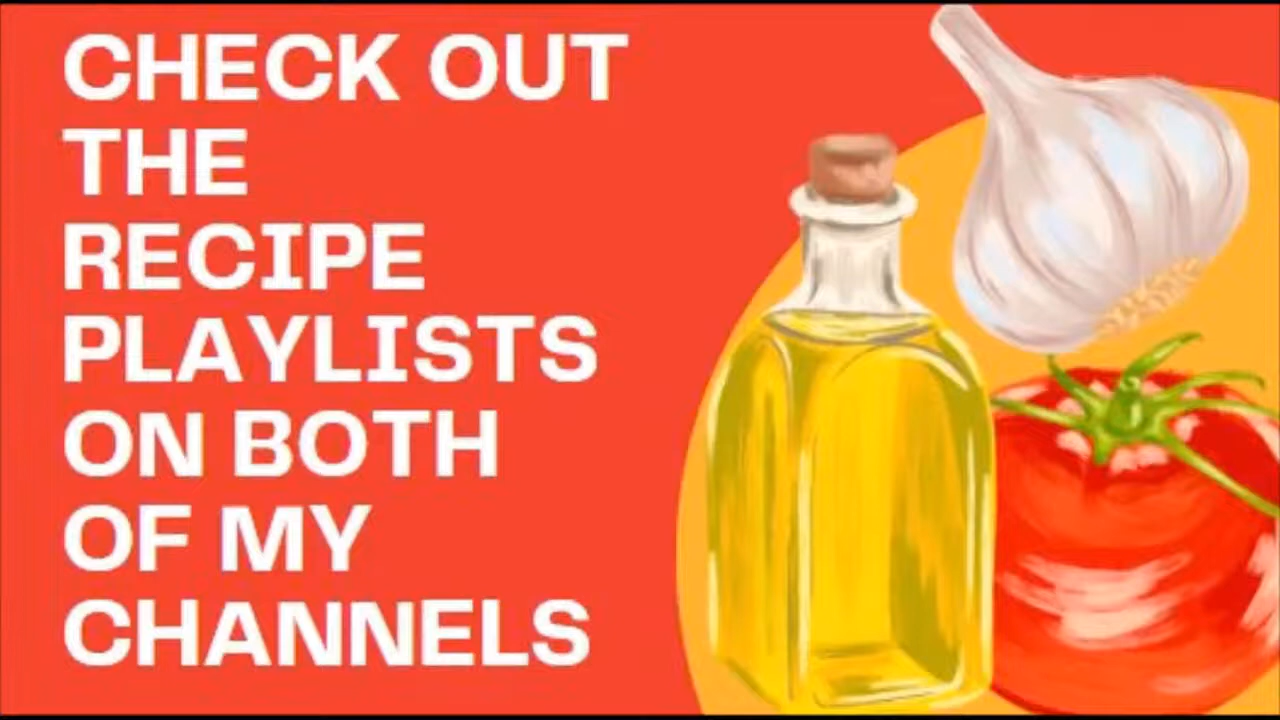 CHECK OUT
THE
RECIPE
PLAYLISTS
ON BOTH
OF MY
CHANNELS